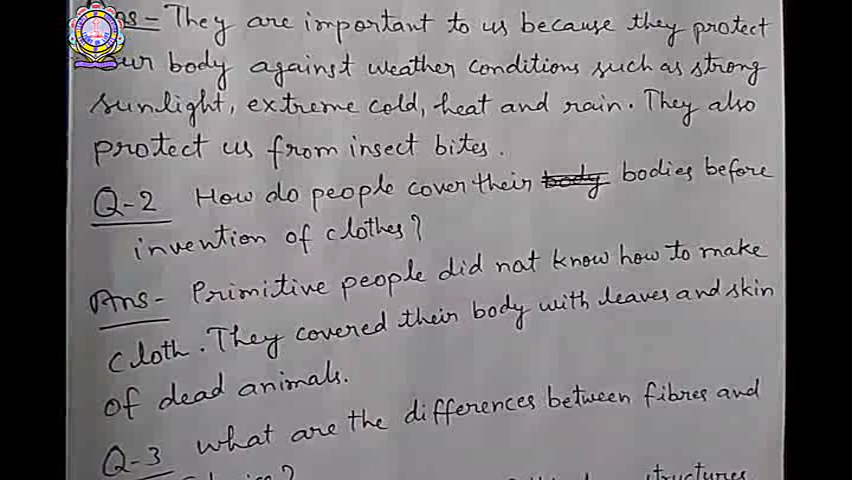 Ans - They are important to us because they protect
our body against weather conditions such as strong
sunlight, extreme cold, heat and rain. They also
protect us from insect bites.
Q-2 How do people cover their body bodies before
invention of clothes?
Ans- Primitive people did not know how to make
cloth. They covered their body with leaves and skin
of dead animals.
Q-3 What are the differences between fibres and
structures